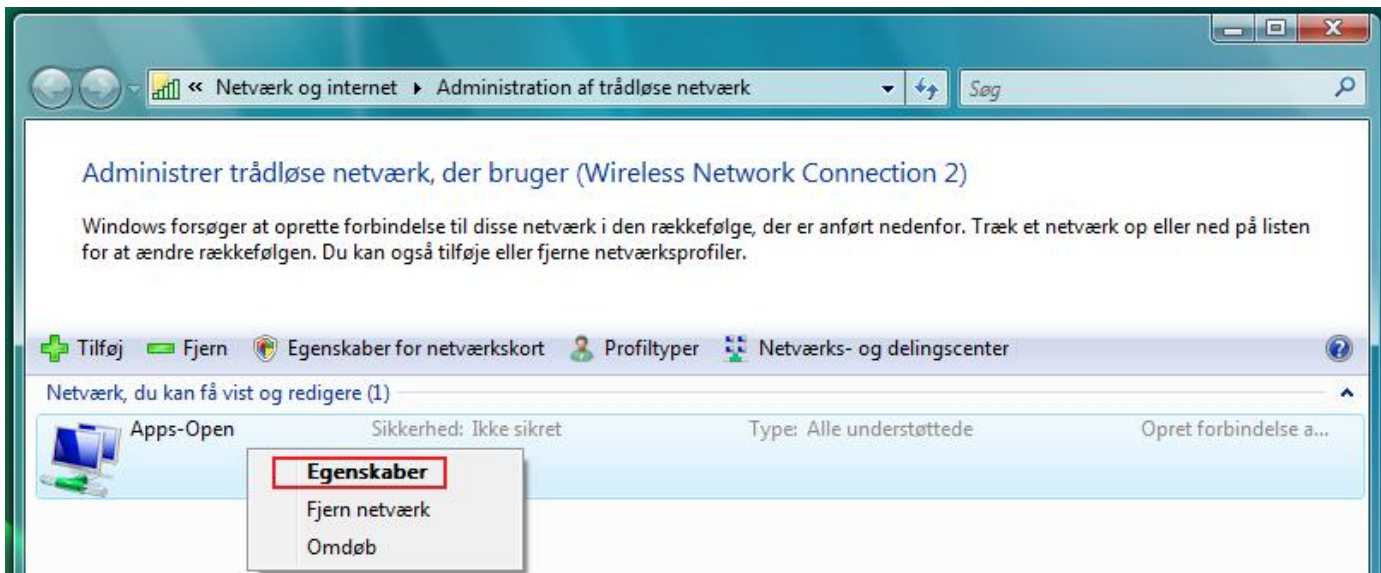 « Netværk og internet ▸ Administration af trådløse netværk Søg
Administrer trådløse netværk, der bruger (Wireless Network Connection 2)
Windows forsøger at oprette forbindelse til disse netværk i den rækkefølge, der er anført nedenfor. Træk et netværk op eller ned på listen
for at ændre rækkefølgen. Du kan også tilføje eller fjerne netværksprofiler.
Tilføj Fjern Egenskaber for netværkskort Profiltyper Netværks- og delingscenter
Netværk, du kan få vist og redigere (1)
Apps-Open Sikkerhed: Ikke sikret Type: Alle understøttede Opret forbindelse a...
Egenskaber
Fjern netværk
Omdøb